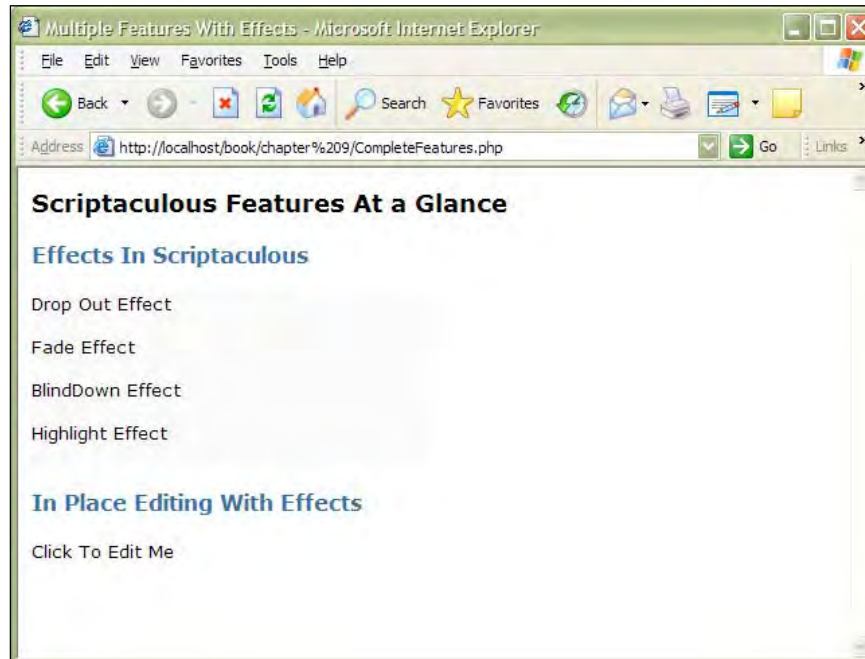 Multiple Features With Effects - Microsoft Internet Explorer
File Edit View Favorites Tools Help
Back Search Favorites »
Address http://localhost/book/chapter%209/CompleteFeatures.php Go Links »
Scriptaculous Features At a Glance
Effects In Scriptaculous
Drop Out Effect
Fade Effect
BlindDown Effect
Highlight Effect
In Place Editing With Effects
Click To Edit Me